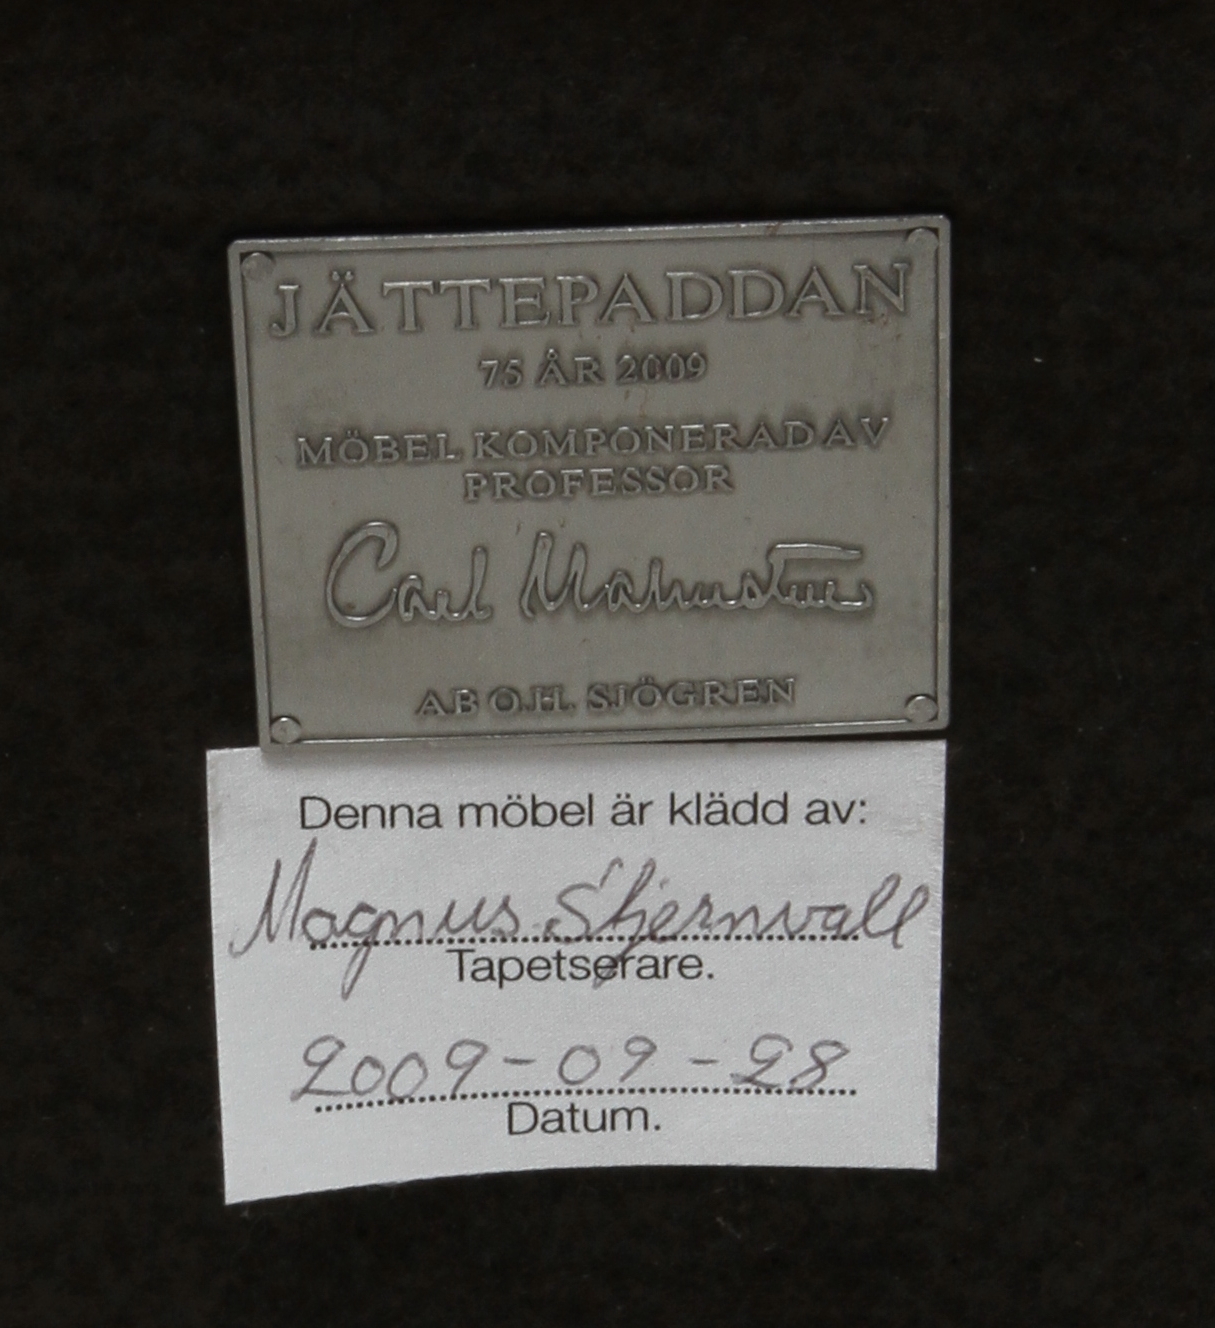 JÄTTEPADDAN
75 ÅR 2009
MÖBEL KOMPONERAD AV
PROFESSOR
Carl Malmsten
AB O.H. SJÖGREN
Denna möbel är klädd av:
Magnus Stjernvall
Tapetserare.
2009-09-28
Datum.